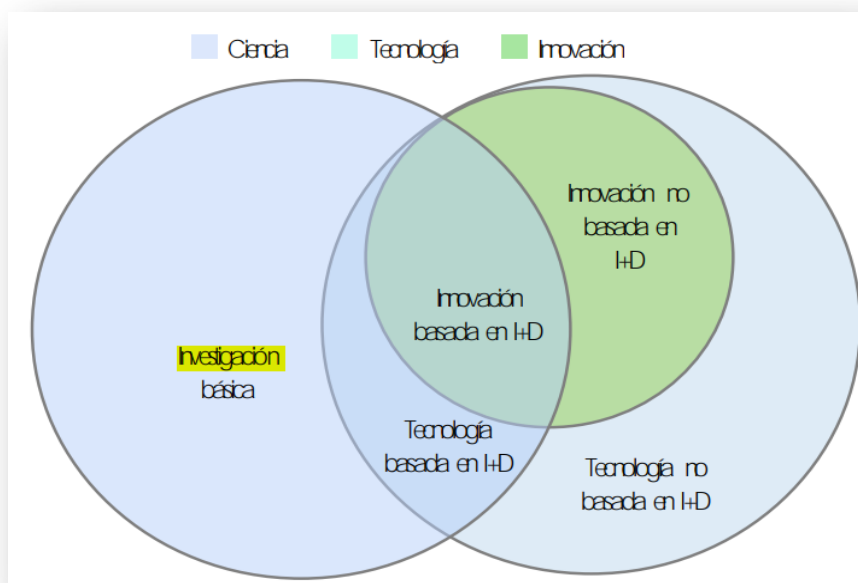 Ciencia Tecnología Innovación
Innovación no
basada en
I+D
Innovación
basada en I+D
Investigación
básica
Tecnología
basada en I+D
Tecnología no
basada en I+D